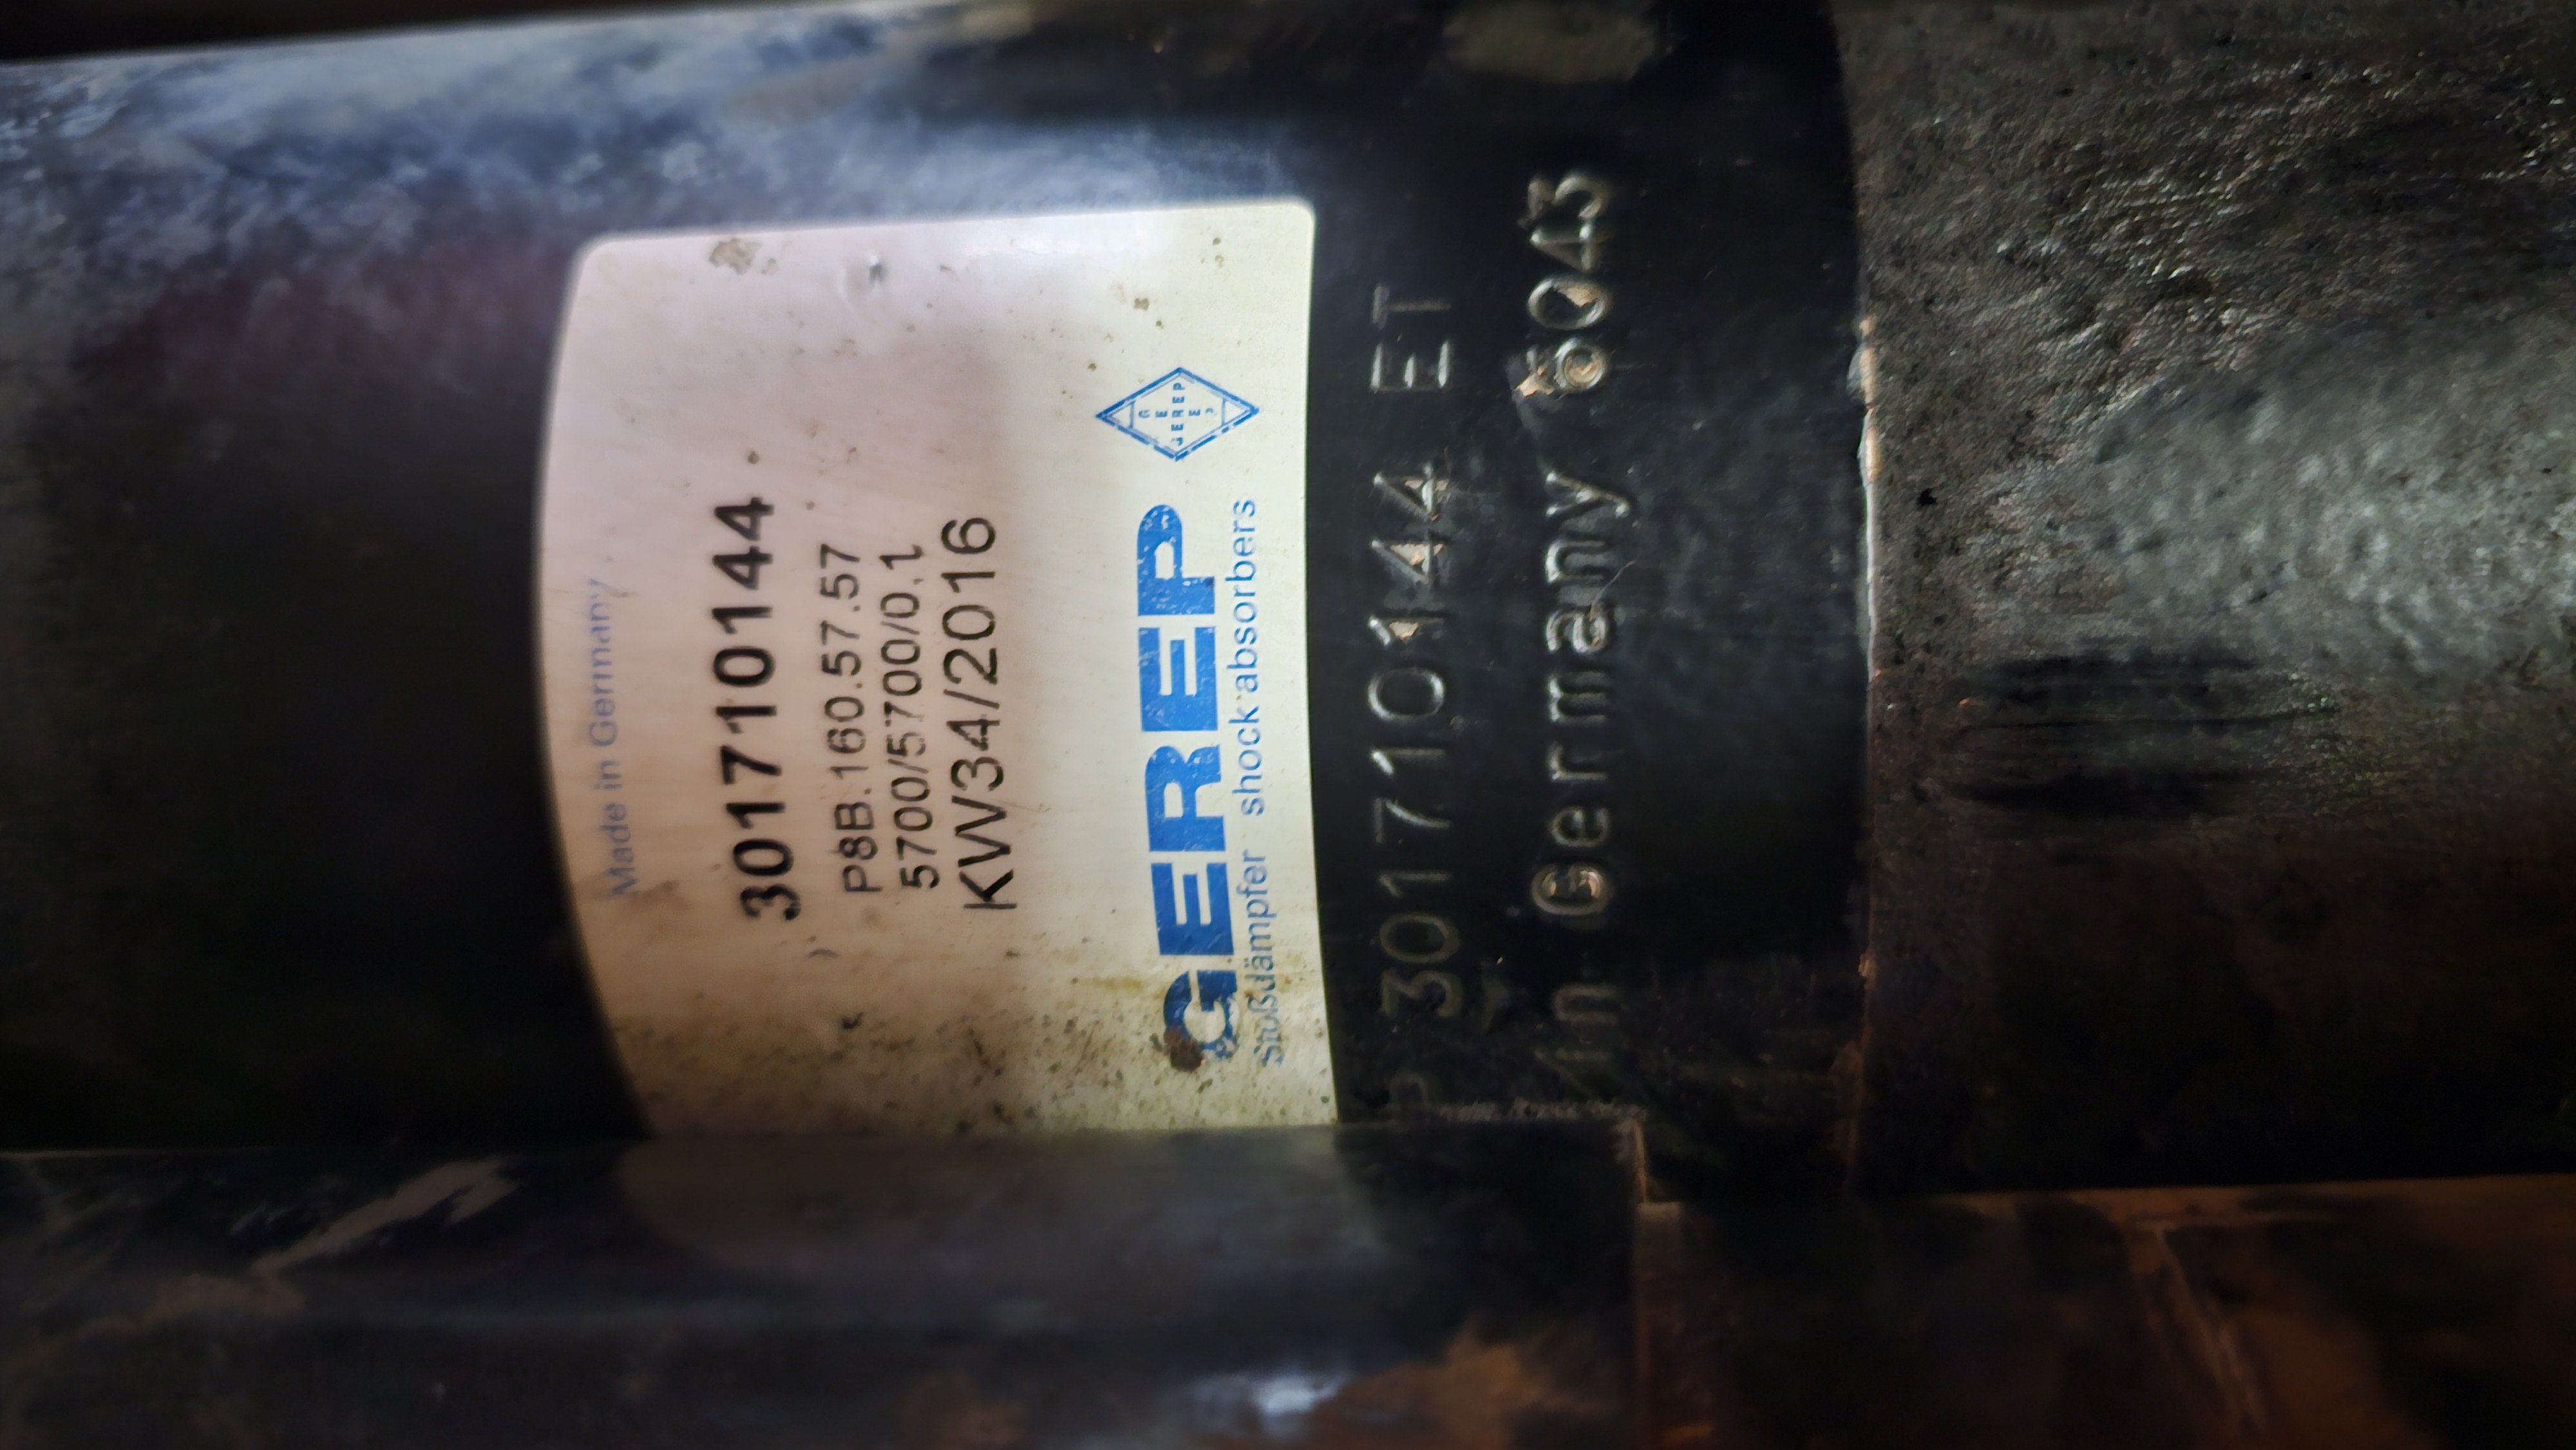 Made in Germany
301710144
P8B.160.57.57
5700/5700/0.1
KW34/2016
GEREP
Stoßdämpfer shock absorbers
301710144 ET
in Germany 6043